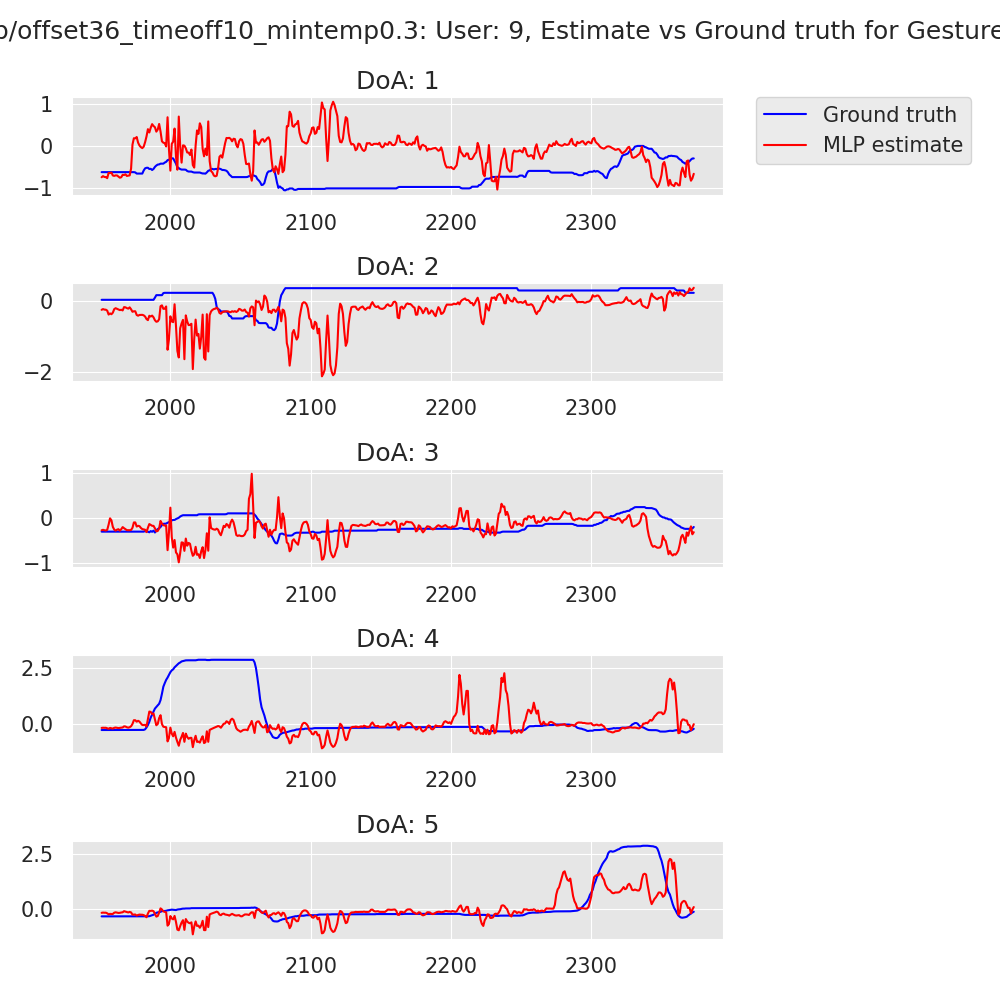 offset36_timeoff10_mintemp0.3: User: 9, Estimate vs Ground truth for Gesture
DoA: 1
Ground truth
MLP estimate
1
0
−1
2000 2100 2200 2300
DoA: 2
0
−2
2000 2100 2200 2300
DoA: 3
1
0
−1
2000 2100 2200 2300
DoA: 4
2.5
0.0
2000 2100 2200 2300
DoA: 5
2.5
0.0
2000 2100 2200 2300